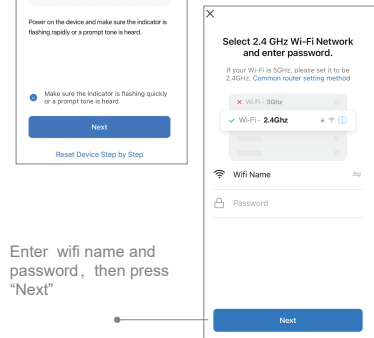 Power on the device and make sure the indicator is
flashing rapidly or a prompt tone is heard.
Make sure the indicator is flashing quickly
or a prompt tone is heard
Next
Reset Device Step by Step
Enter wifi name and
password, then press
“Next”
Select 2.4 GHz Wi-Fi Network
and enter password.
If your Wi-Fi is 5GHz, please set it to be
2.4GHz. Common router setting method
Wi-Fi - 5Ghz
Wi-Fi - 2.4Ghz
Wifi Name
Password
Next